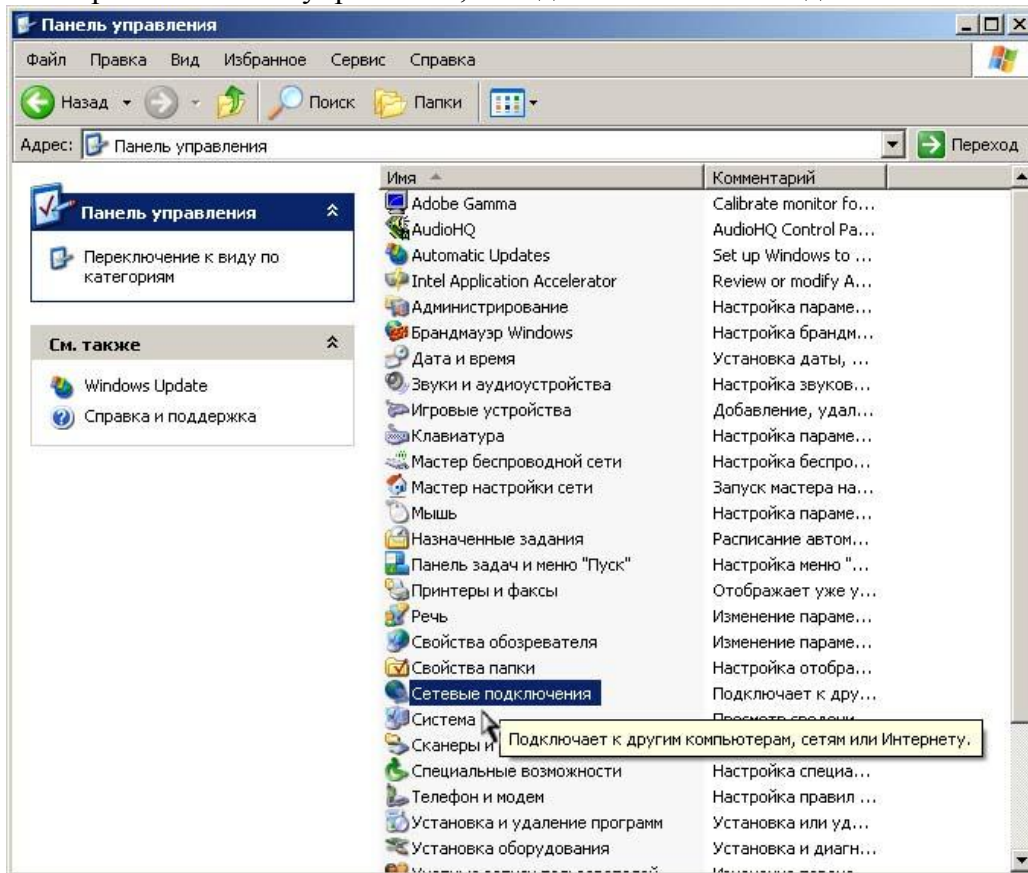 Панель управления
Файл Правка Вид Избранное Сервис Справка
Назад Поиск Папки
Адрес: Панель управления Переход
Панель управления
Переключение к виду по
категориям
См. также
Windows Update
Справка и поддержка
Имя Комментарий
Adobe Gamma Calibrate monitor fo...
AudioHQ AudioHQ Control Pa...
Automatic Updates Set up Windows to ...
Intel Application Accelerator Review or modify A...
Администрирование Настройка параме...
Брандмауэр Windows Настройка брандм...
Дата и время Установка даты, ...
Звуки и аудиоустройства Настройка звуков...
Игровые устройства Добавление, удал...
Клавиатура Настройка параме...
Мастер беспроводной сети Настройка беспро...
Мастер настройки сети Запуск мастера на...
Мышь Настройка параме...
Назначенные задания Расписание автом...
Панель задач и меню "Пуск" Настройка меню "...
Принтеры и факсы Отображает уже у...
Речь Изменение параме...
Свойства обозревателя Изменение параме...
Свойства папки Настройка отобра...
Сетевые подключения Подключает к дру...
Система
Сканеры и Подключает к другим компьютерам, сетям или Интернету.
Специальные возможности Настройка специа...
Телефон и модем Настройка правил ...
Установка и удаление программ Установка или уд...
Установка оборудования Установка и диагн...